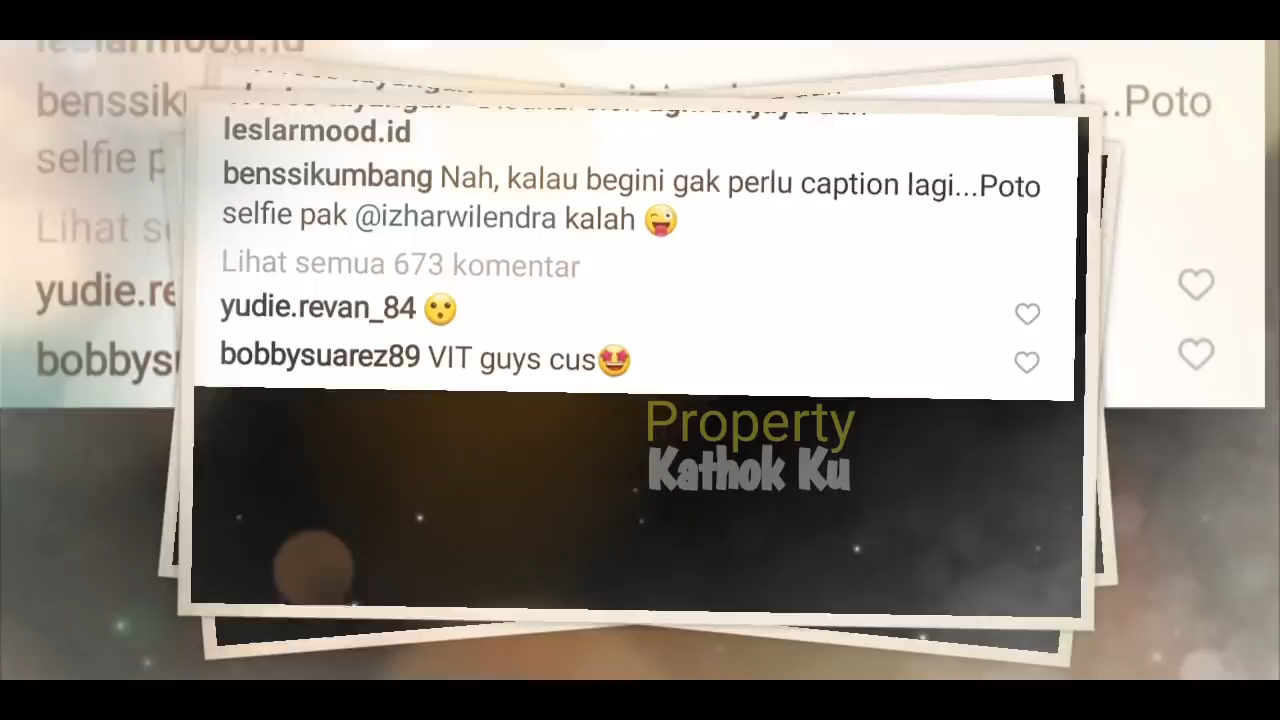 leslarmood.id
benssikumbang Nah, kalau begini gak perlu caption lagi...Poto
selfie pak @izharwilendra kalah 😜
Lihat semua 673 komentar
yudie.revan_84 😮
bobbysuarez89 VIT guys cus🤩
Property
Kathok Ku